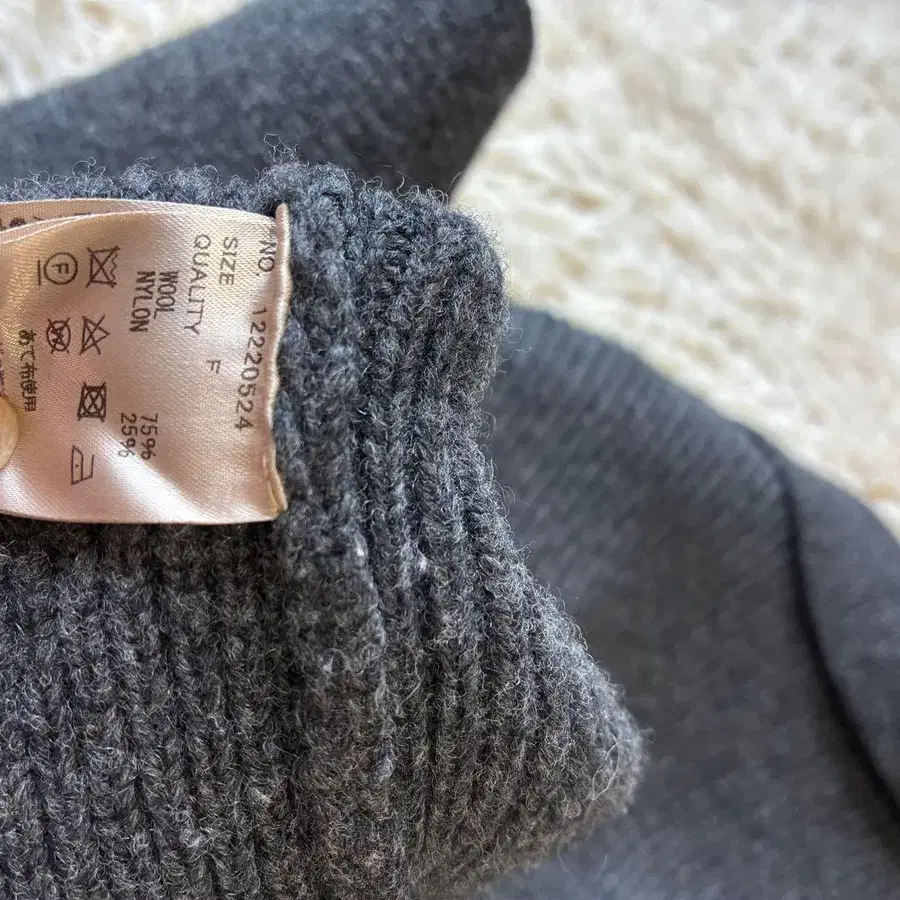 NO 12220524
SIZE F
QUALITY
WOOL 75%
NYLON 25%
F
あて布使用